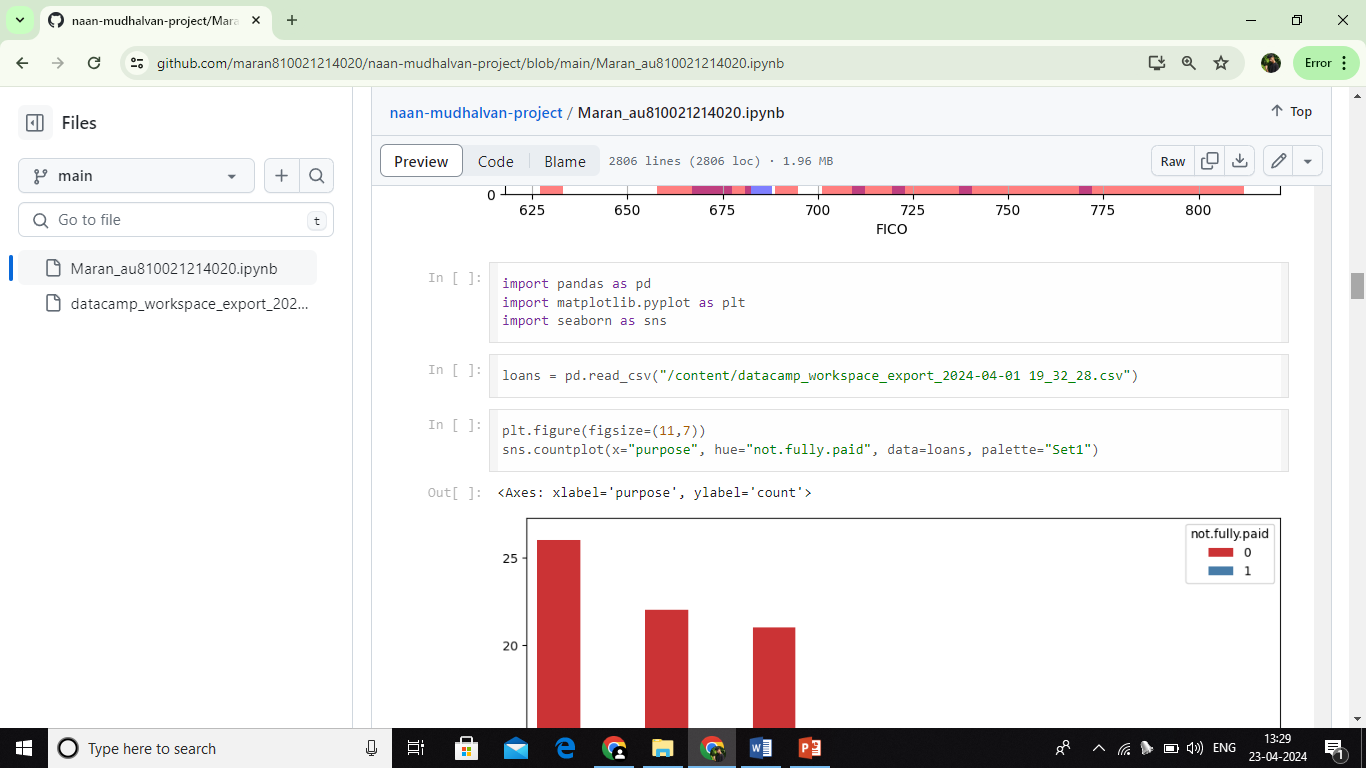 naan-mudhalvan-project/Mara
github.com/maran810021214020/naan-mudhalvan-project/blob/main/Maran_au810021214020.ipynb
Error
Files
naan-mudhalvan-project / Maran_au810021214020.ipynb
Top
main
Preview Code Blame 2806 lines (2806 loc) · 1.96 MB
Raw
Go to file t
Maran_au810021214020.ipynb
datacamp_workspace_export_202...
0
625 650 675 700 725 750 775 800
FICO
In [ ]:
import pandas as pd
import matplotlib.pyplot as plt
import seaborn as sns
In [ ]:
loans = pd.read_csv("/content/datacamp_workspace_export_2024-04-01 19_32_28.csv")
In [ ]:
plt.figure(figsize=(11,7))
sns.countplot(x="purpose", hue="not.fully.paid", data=loans, palette="Set1")
Out[ ]: <Axes: xlabel='purpose', ylabel='count'>
not.fully.paid
0
1
25
20
Type here to search
ENG
13:29
23-04-2024
1